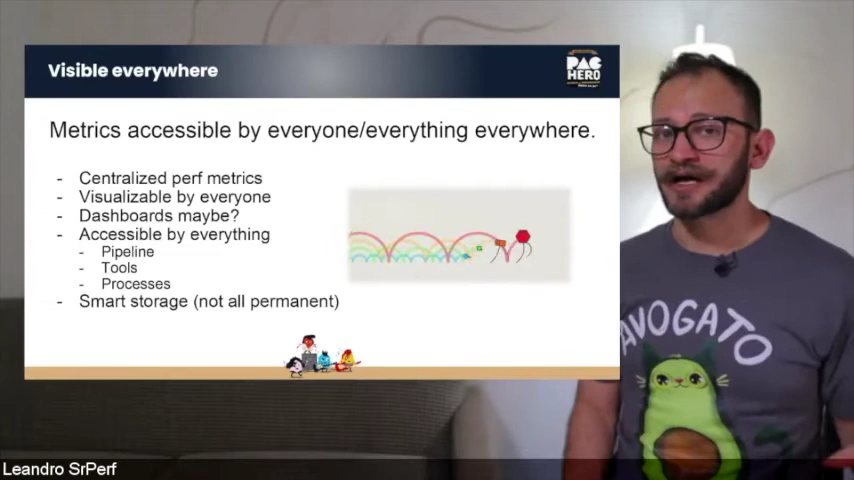 Visible everywhere
PAC
HERO
Metrics accessible by everyone/everything everywhere.
- Centralized perf metrics
- Visualizable by everyone
- Dashboards maybe?
- Accessible by everything
- Pipeline
- Tools
- Processes
- Smart storage (not all permanent)
AVOGATO
Leandro SrPerf